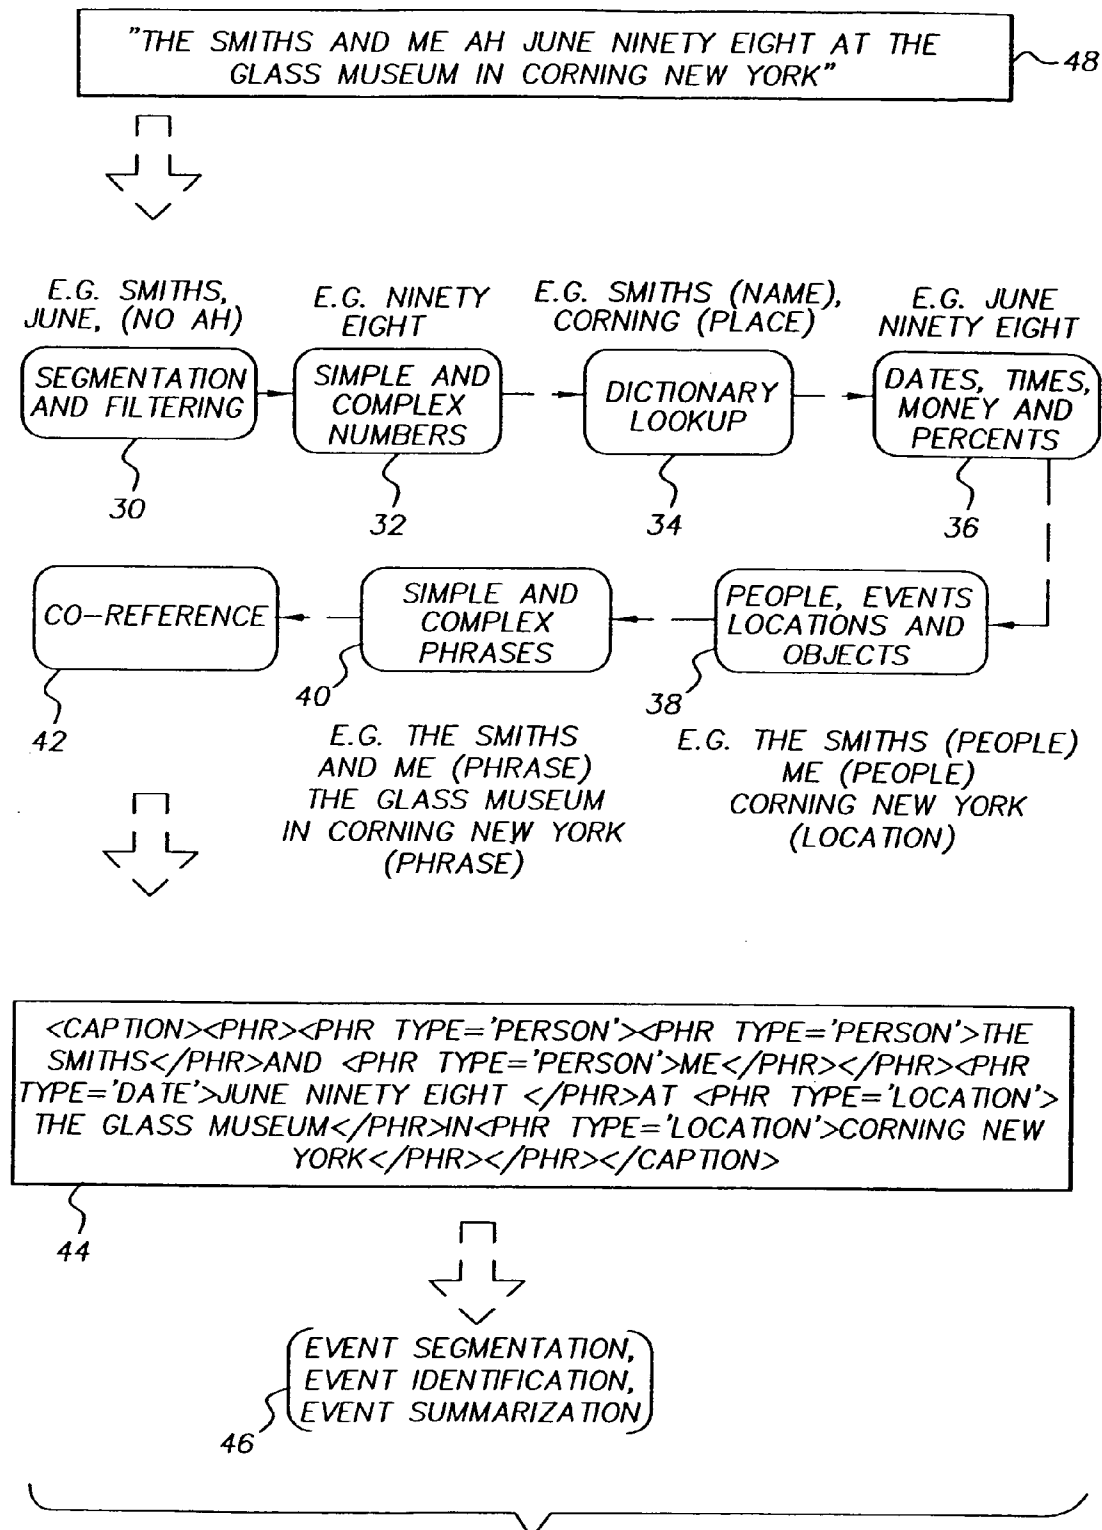 "THE SMITHS AND ME AH JUNE NINETY EIGHT AT THE
GLASS MUSEUM IN CORNING NEW YORK"
48
E.G. SMITHS,
JUNE, (NO AH)
SEGMENTATION
AND FILTERING
30
E.G. NINETY
EIGHT
SIMPLE AND
COMPLEX
NUMBERS
32
E.G. SMITHS (NAME),
CORNING (PLACE)
DICTIONARY
LOOKUP
34
E.G. JUNE
NINETY EIGHT
DATES, TIMES,
MONEY AND
PERCENTS
36
PEOPLE, EVENTS
LOCATIONS AND
OBJECTS
38
E.G. THE SMITHS (PEOPLE)
ME (PEOPLE)
CORNING NEW YORK
(LOCATION)
SIMPLE AND
COMPLEX
PHRASES
40
E.G. THE SMITHS
AND ME (PHRASE)
THE GLASS MUSEUM
IN CORNING NEW YORK
(PHRASE)
CO-REFERENCE
42
<CAPTION><PHR><PHR TYPE='PERSON'><PHR TYPE='PERSON'>THE
SMITHS</PHR>AND <PHR TYPE='PERSON'>ME</PHR></PHR><PHR
TYPE='DATE'>JUNE NINETY EIGHT </PHR>AT <PHR TYPE='LOCATION'>
THE GLASS MUSEUM</PHR>IN<PHR TYPE='LOCATION'>CORNING NEW
YORK</PHR></PHR></CAPTION>
44
EVENT SEGMENTATION,
EVENT IDENTIFICATION,
EVENT SUMMARIZATION
46